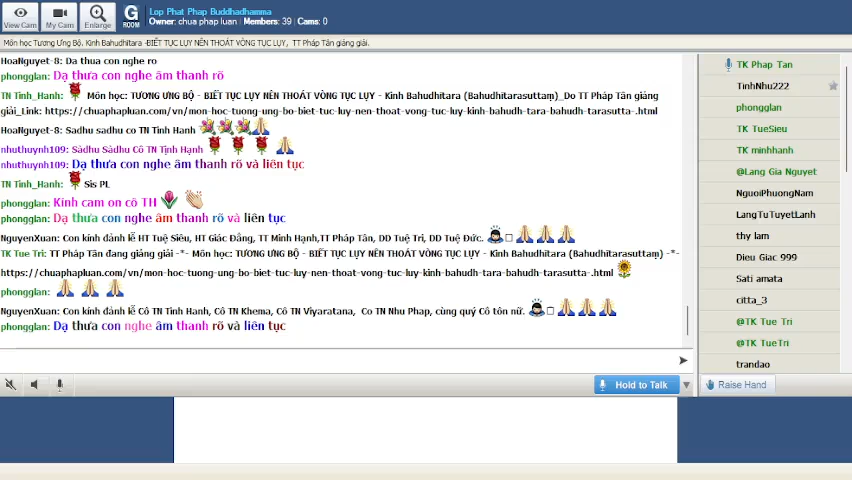 Lop Phat Phap Buddhadhamma
Owner: chua phap luan | Members: 39 | Cams: 0
View Cam
My Cam
Enlarge
G
ROOM
Môn học Tương Ưng Bộ. Kinh Bahudhitara -BIẾT TỤC LỤY NÊN THOÁT VÒNG TỤC LỤY, TT Pháp Tân giảng giải.
HoaNguyet-8: Da thua con nghe ro
phongglan: Dạ thưa con nghe âm thanh rõ
TN Tinh_Hanh: Môn học: TƯƠNG ƯNG BỘ - BIẾT TỤC LỤY NÊN THOÁT VÒNG TỤC LỤY - Kinh Bahudhitara (Bahudhitarasuttaṃ)_Do TT Pháp Tân giảng
giải_Link: https://chuaphapluan.com/vn/mon-hoc-tuong-ung-bo-biet-tuc-luy-nen-thoat-vong-tuc-luy-kinh-bahudh-tara-bahudh-tarasutta-.html
HoaNguyet-8: Sadhu sadhu co TN Tinh Hanh
nhuthuynh109: Sàdhu Sàdhu Cô TN Tịnh Hạnh
nhuthuynh109: Dạ thưa con nghe âm thanh rõ và liên tục
TN Tinh_Hanh: Sis PL
phongglan: Kính cam on cô TH
phongglan: Dạ thưa con nghe âm thanh rõ và liên tục
NguyenXuan: Con kính đảnh lễ HT Tuệ Siêu, HT Giác Đẳng, TT Minh Hạnh,TT Pháp Tân, DD Tuệ Trị, DD Tuệ Đức.
TK Tue Tri: TT Pháp Tân đang giảng giải -*- Môn học: TƯƠNG ƯNG BỘ - BIẾT TỤC LỤY NÊN THOÁT VÒNG TỤC LỤY - Kinh Bahudhitara (Bahudhitarasuttaṃ) -*-
https://chuaphapluan.com/vn/mon-hoc-tuong-ung-bo-biet-tuc-luy-nen-thoat-vong-tuc-luy-kinh-bahudh-tara-bahudh-tarasutta-.html
phongglan:
NguyenXuan: Con kính đảnh lễ Cô TN Tinh Hanh, Cô TN Khema, Cô TN Viyaratana, Co TN Nhu Phap, cùng quý Cô tôn nữ.
phongglan: Dạ thưa con nghe âm thanh rõ và liên tục
Hold to Talk
Raise Hand
TK Phap Tan
TinhNhu222
phongglan
TK TueSieu
TK minhhanh
@Lang Gia Nguyet
NguoiPhuongNam
LangTuTuyetLanh
thy lam
Dieu Giac 999
Sati amata
citta_3
@TK Tue Tri
@TK TueTri
trandao